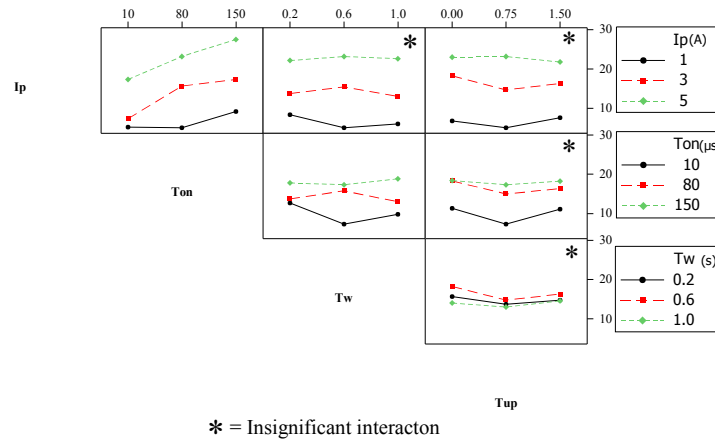 10 80 150 0.2 0.6 1.0 0.00 0.75 1.50
Ip
*
*
30
20
10
Ip(A)
1
3
5
Ton
*
30
20
10
Ton(µs
10
80
150
Tw
*
30
20
10
Tw (s)
0.2
0.6
1.0
Tup
* = Insignificant interacton